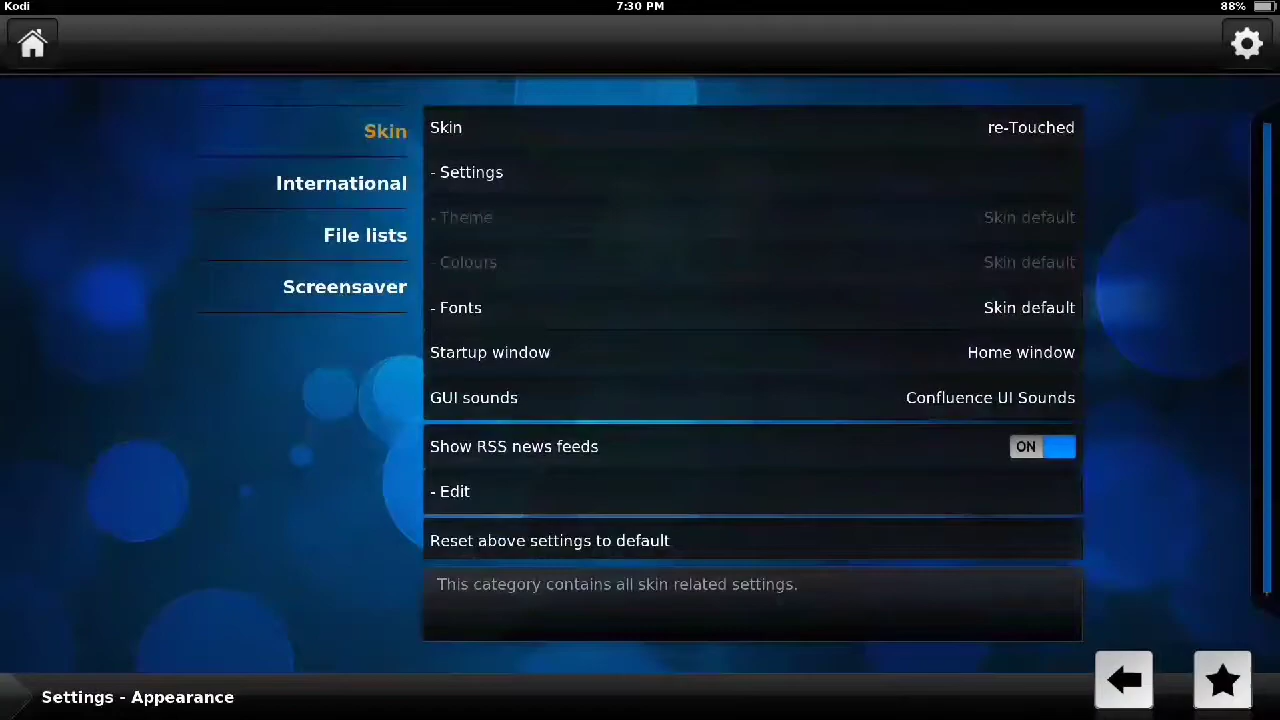 Kodi 7:30 PM 88%
Skin
International
File lists
Screensaver
Skin re-Touched
- Settings
- Theme Skin default
- Colours Skin default
- Fonts Skin default
Startup window Home window
GUI sounds Confluence UI Sounds
Show RSS news feeds ON
- Edit
Reset above settings to default
This category contains all skin related settings.
Settings - Appearance